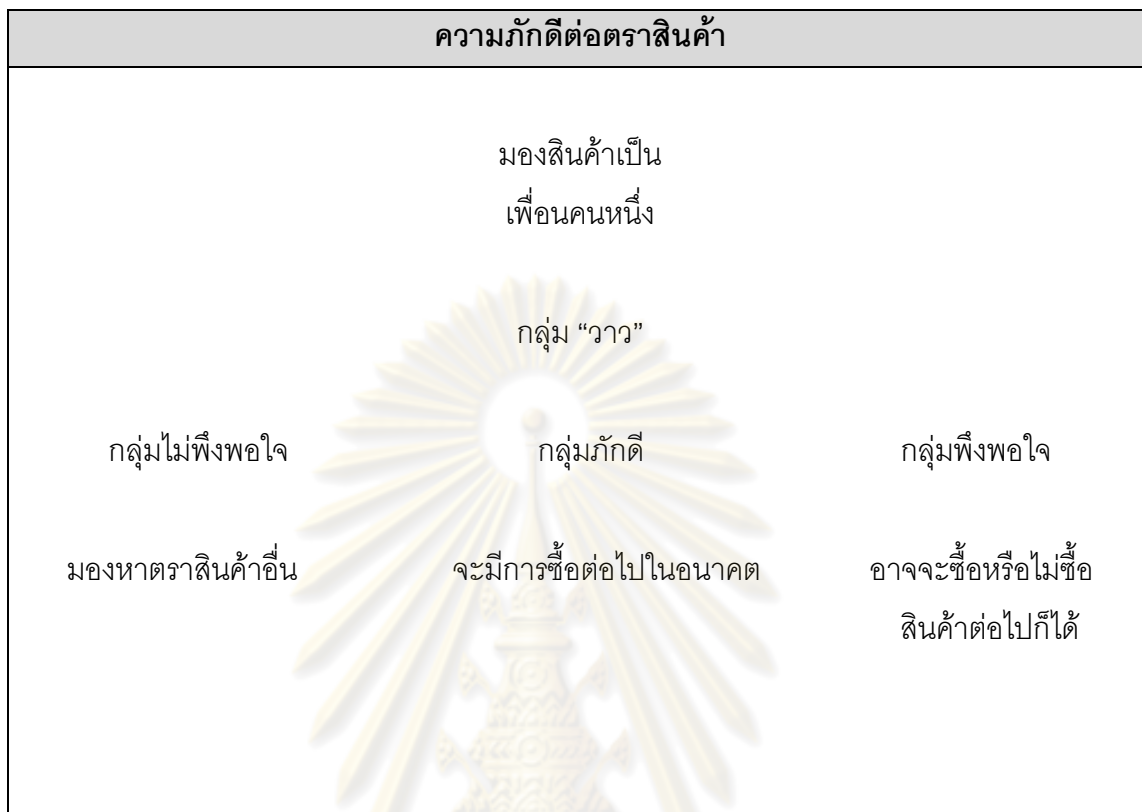 ความภักดีต่อตราสินค้า
มองสินค้าเป็น
เพื่อนคนหนึ่ง
กลุ่ม “วาว”
กลุ่มไม่พึงพอใจ กลุ่มภักดี กลุ่มพึงพอใจ
มองหาตราสินค้าอื่น จะมีการซื้อต่อไปในอนาคต อาจจะซื้อหรือไม่ซื้อ
สินค้าต่อไปก็ได้